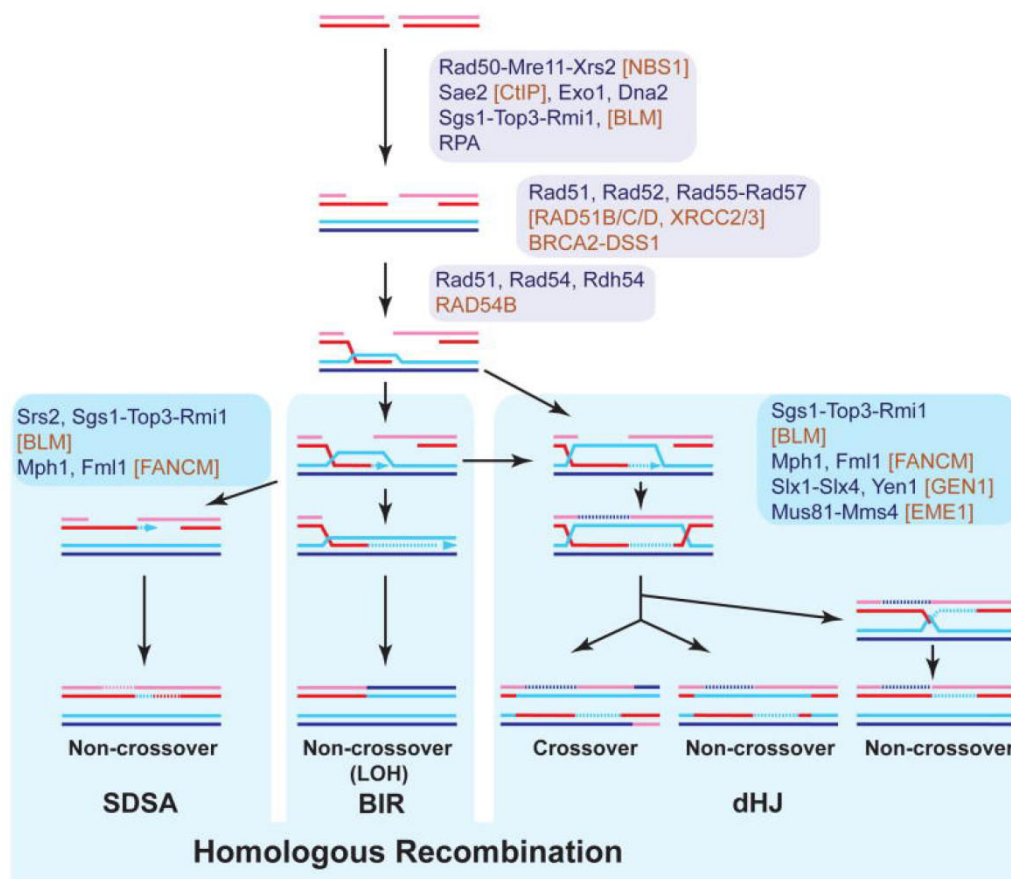 Rad50-Mre11-Xrs2 [NBS1]
Sae2 [CtIP], Exo1, Dna2
Sgs1-Top3-Rmi1, [BLM]
RPA
Rad51, Rad52, Rad55-Rad57
[RAD51B/C/D, XRCC2/3]
BRCA2-DSS1
Rad51, Rad54, Rdh54
RAD54B
Srs2, Sgs1-Top3-Rmi1
[BLM]
Mph1, Fml1 [FANCM]
Sgs1-Top3-Rmi1
[BLM]
Mph1, Fml1 [FANCM]
Slx1-Slx4, Yen1 [GEN1]
Mus81-Mms4 [EME1]
Non-crossover
SDSA
Non-crossover
(LOH)
BIR
Crossover
Non-crossover
Non-crossover
dHJ
Homologous Recombination